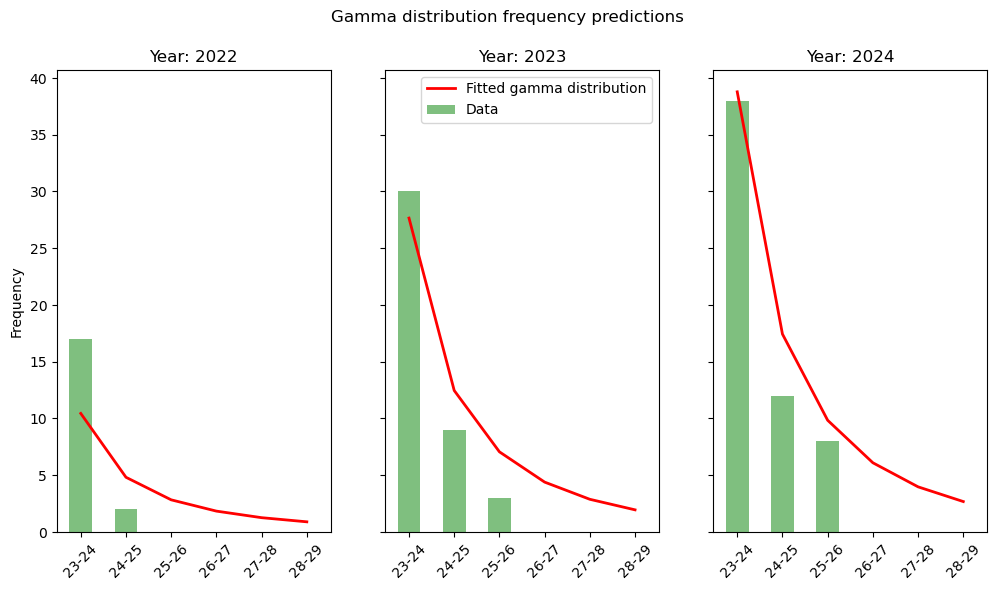 Gamma distribution frequency predictions
Year: 2022
Year: 2023
Year: 2024
Frequency
40
35
30
25
20
15
10
5
0
Fitted gamma distribution
Data
23-24 24-25 25-26 26-27 27-28 28-29
23-24 24-25 25-26 26-27 27-28 28-29
23-24 24-25 25-26 26-27 27-28 28-29